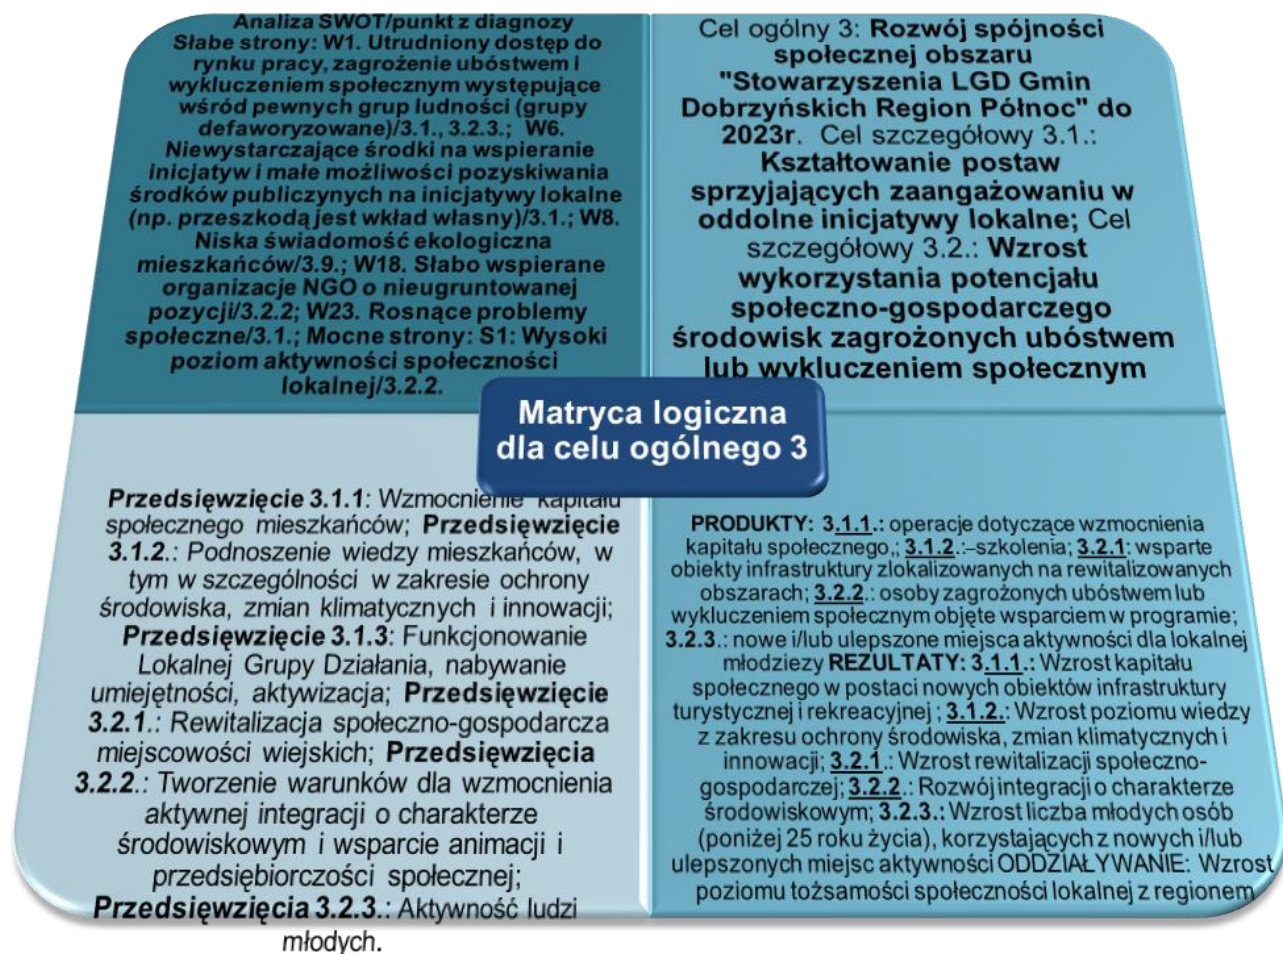 Analiza SWOT/punkt z diagnozy
Słabe strony: W1. Utrudniony dostęp do
rynku pracy, zagrożenie ubóstwem i
wykluczeniem społecznym występujące
wśród pewnych grup ludności (grupy
defaworyzowane)/3.1., 3.2.3.; W6.
Niewystarczające środki na wspieranie
inicjatyw i małe możliwości pozyskiwania
środków publiczynych na inicjatywy lokalne
(np. przeszkodą jest wkład własny)/3.1.; W8.
Niska świadomość ekologiczna
mieszkańców/3.9.; W18. Słabo wspierane
organizacje NGO o nieugruntowanej
pozycji/3.2.2; W23. Rosnące problemy
społeczne/3.1.; Mocne strony: S1: Wysoki
poziom aktywności społeczności
lokalnej/3.2.2.
Cel ogólny 3: Rozwój spójności
społecznej obszaru
"Stowarzyszenia LGD Gmin
Dobrzyńskich Region Północ" do
2023r. Cel szczegółowy 3.1.:
Kształtowanie postaw
sprzyjających zaangażowaniu w
oddolne inicjatywy lokalne; Cel
szczegółowy 3.2.: Wzrost
wykorzystania potencjału
społeczno-gospodarczego
środowisk zagrożonych ubóstwem
lub wykluczeniem społecznym
Matryca logiczna
dla celu ogólnego 3
Przedsięwzięcie 3.1.1: Wzmocnienie kapitału
społecznego mieszkańców; Przedsięwzięcie
3.1.2.: Podnoszenie wiedzy mieszkańców, w
tym w szczególności w zakresie ochrony
środowiska, zmian klimatycznych i innowacji;
Przedsięwzięcie 3.1.3: Funkcjonowanie
Lokalnej Grupy Działania, nabywanie
umiejętności, aktywizacja; Przedsięwzięcie
3.2.1.: Rewitalizacja społeczno-gospodarcza
miejscowości wiejskich; Przedsięwzięcia
3.2.2.: Tworzenie warunków dla wzmocnienia
aktywnej integracji o charakterze
środowiskowym i wsparcie animacji i
przedsiębiorczości społecznej;
Przedsięwzięcia 3.2.3.: Aktywność ludzi
młodych.
PRODUKTY: 3.1.1.: operacje dotyczące wzmocnienia
kapitału społecznego,; 3.1.2.:–szkolenia; 3.2.1: wsparte
obiekty infrastruktury zlokalizowanych na rewitalizowanych
obszarach; 3.2.2.: osoby zagrożonych ubóstwem lub
wykluczeniem społecznym objęte wsparciem w programie;
3.2.3.: nowe i/lub ulepszone miejsca aktywności dla lokalnej
młodziezy REZULTATY: 3.1.1.: Wzrost kapitału
społecznego w postaci nowych obiektów infrastruktury
turystycznej i rekreacyjnej ; 3.1.2.: Wzrost poziomu wiedzy
z zakresu ochrony środowiska, zmian klimatycznych i
innowacji; 3.2.1.: Wzrost rewitalizacji społeczno-
gospodarczej; 3.2.2.: Rozwój integracji o charakterze
środowiskowym; 3.2.3.: Wzrost liczba młodych osób
(poniżej 25 roku życia), korzystających z nowych i/lub
ulepszonych miejsc aktywności ODDZIAŁYWANIE: Wzrost
poziomu tożsamości społeczności lokalnej z regionem